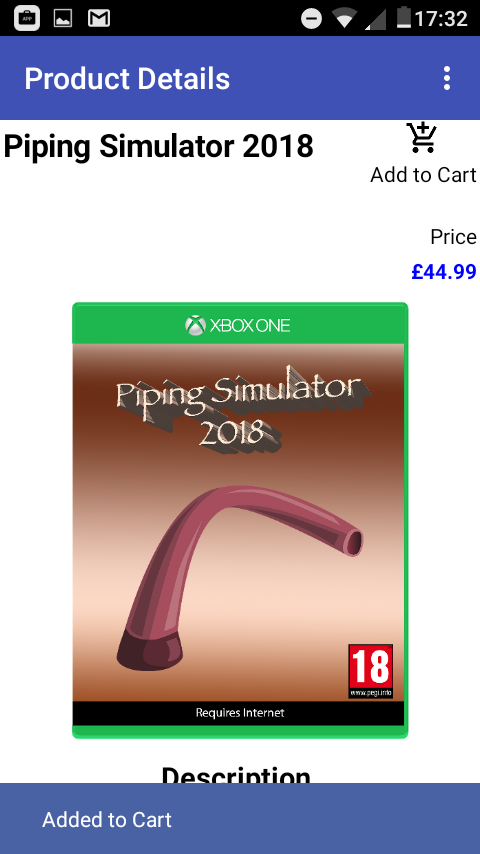 APP
17:32
Product Details
Piping Simulator 2018
Add to Cart
Price
£44.99
XBOX ONE
Piping Simulator
2018
18
www.pegi.info
Requires Internet
Description
Added to Cart